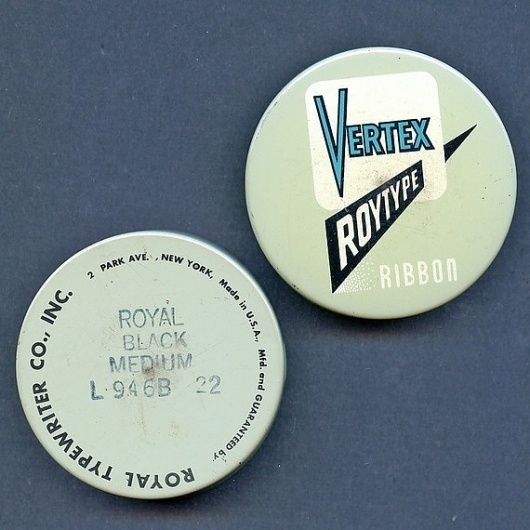 VERTEX
ROYTYPE
RIBBON
2 PARK AVE., NEW YORK, Made in U.S.A., Mfd. and GUARANTEED by
ROYAL TYPEWRITER CO., INC.
ROYAL
BLACK
MEDIUM
L-946B 22